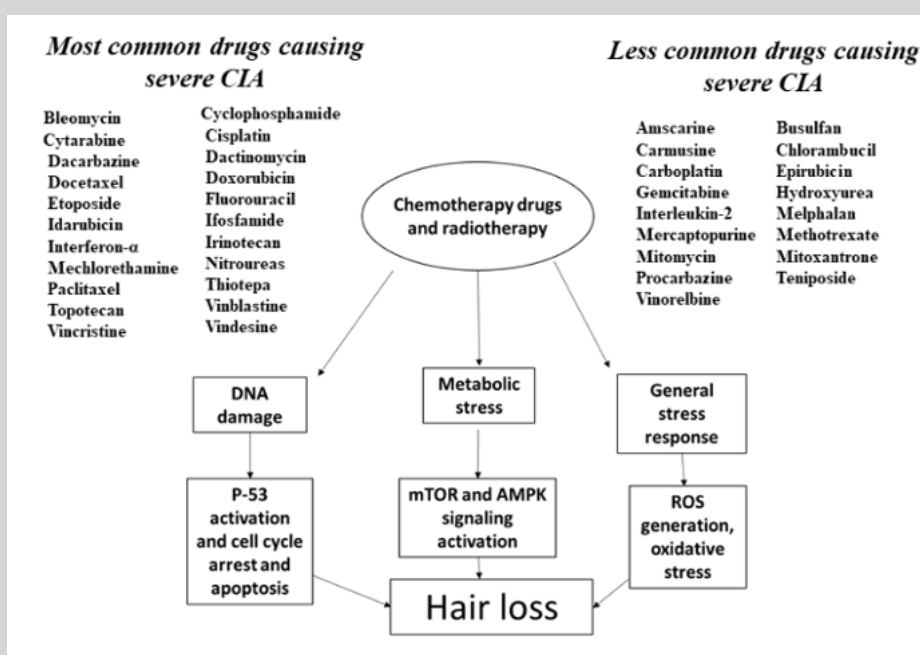 Most common drugs causing
severe CIA
Bleomycin
Cytarabine
Dacarbazine
Docetaxel
Etoposide
Idarubicin
Interferon-α
Mechlorethamine
Paclitaxel
Topotecan
Vincristine
Cyclophosphamide
Cisplatin
Dactinomycin
Doxorubicin
Fluorouracil
Ifosfamide
Irinotecan
Nitroureas
Thiotepa
Vinblastine
Vindesine
Less common drugs causing
severe CIA
Amscarine
Carmusine
Carboplatin
Gemcitabine
Interleukin-2
Mercaptopurine
Mitomycin
Procarbazine
Vinorelbine
Busulfan
Chlorambucil
Epirubicin
Hydroxyurea
Melphalan
Methotrexate
Mitoxantrone
Teniposide
Chemotherapy drugs
and radiotherapy
DNA
damage
Metabolic
stress
General
stress
response
P-53
activation
and cell cycle
arrest and
apoptosis
mTOR and AMPK
signaling
activation
ROS
generation,
oxidative
stress
Hair loss